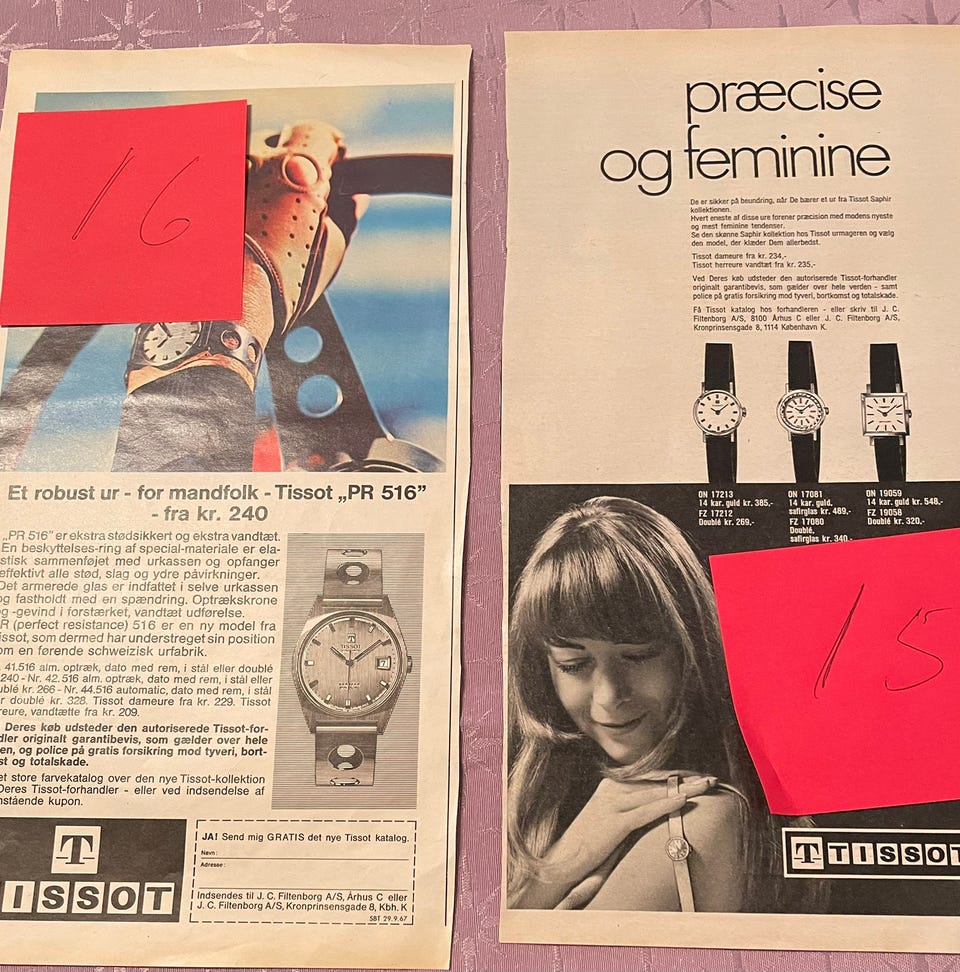 16
Et robust ur - for mandfolk - Tissot „PR 516”
- fra kr. 240
„PR 516” er ekstra stødsikkert og ekstra vandtæt.
En beskyttelses-ring af special-materiale er ela-
stisk sammenføjet med urkassen og opfanger
effektivt alle stød, slag og ydre påvirkninger.
Det armerede glas er indfattet i selve urkassen
og fastholdt med en spændring. Optrækskrone
og -gevind i forstærket, vandtæt udførelse.
R (perfect resistance) 516 er en ny model fra
issot, som dermed har understreget sin position
om en førende schweizisk urfabrik.
41.516 alm. optræk, dato med rem, i stål eller doublé
240 - Nr. 42.516 alm. optræk, dato med rem, i stål eller
ublé kr. 266 - Nr. 44.516 automatic, dato med rem, i stål
r doublé kr. 328. Tissot dameure fra kr. 229. Tissot
reure, vandtætte fra kr. 209.
Deres køb udsteder den autoriserede Tissot-for-
dler originalt garantibevis, som gælder over hele
en, og police på gratis forsikring mod tyveri, bort-
st og totalskade.
et store farvekatalog over den nye Tissot-kollektion
Deres Tissot-forhandler - eller ved indsendelse af
nstående kupon.
T
TISSOT
T
ISSOT
JA! Send mig GRATIS det nye Tissot katalog.
Navn:
Adresse:
Indsendes til J. C. Filtenborg A/S, Århus C eller
J. C. Filtenborg A/S, Kronprinsensgade 8, Kbh. K
SBT 29.9.67
præcise
og feminine
De er sikker på beundring, når De bærer et ur fra Tissot Saphir
kollektionen.
Hvert eneste af disse ure forener præcision med modens nyeste
og mest feminine tendenser.
Se den skønne Saphir kollektion hos Tissot urmageren og vælg
den model, der klæder Dem allerbedst.
Tissot dameure fra kr. 234,-
Tissot herreure vandtæt fra kr. 235,-
Ved Deres køb udsteder den autoriserede Tissot-forhandler
originalt garantibevis, som gælder over hele verden - samt
police på gratis forsikring mod tyveri, bortkomst og totalskade.
Få Tissot katalog hos forhandleren - eller skriv til J. C.
Filtenborg A/S, 8100 Århus C eller J. C. Filtenborg A/S,
Kronprinsensgade 8, 1114 København K.
ON 17213
14 kar. guld kr. 385,-
FZ 17212
Doublé kr. 269,-
ON 17081
14 kar. guld,
safirglas kr. 489,-
FZ 17080
Doublé,
safirglas kr. 340,-
ON 19059
14 kar. guld kr. 548,-
FZ 19058
Doublé kr. 320,-
15
T TISSOT